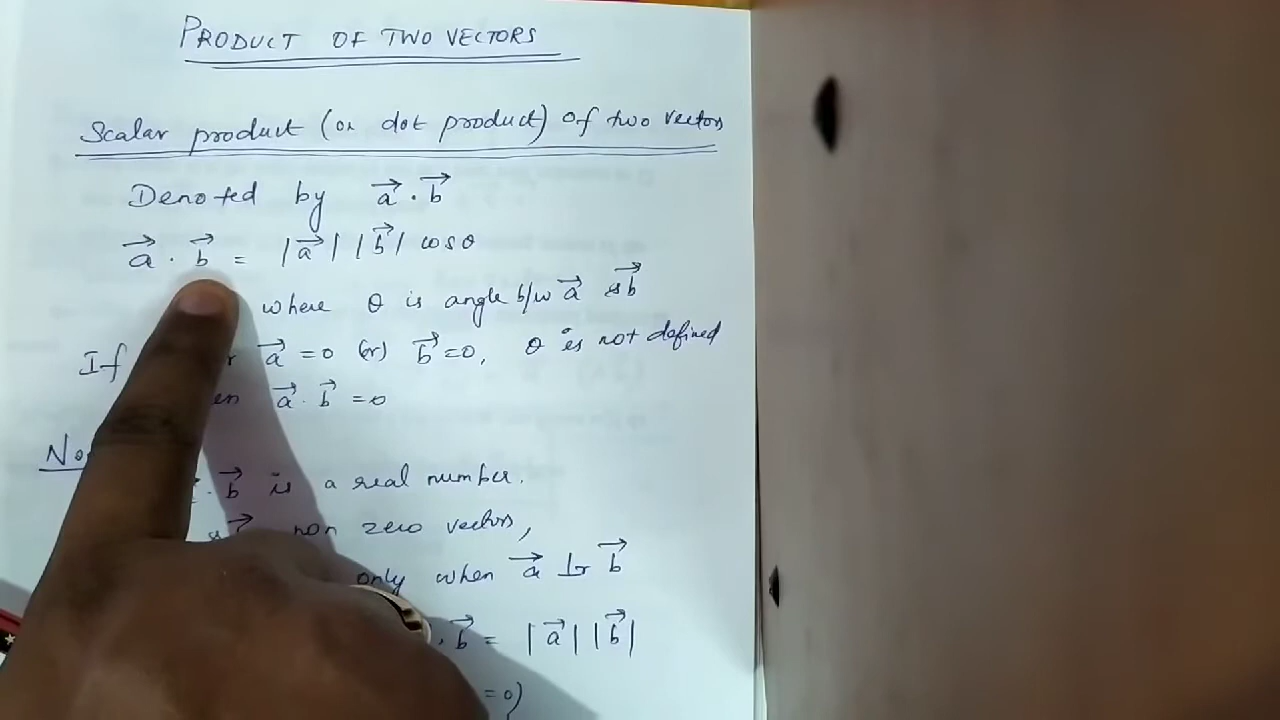 PRODUCT OF TWO VECTORS
Scalar product (or dot product) of two vectors
Denoted by a⃗ . b⃗
a⃗ . b⃗ = |a⃗| |b⃗| cos θ
where θ is angle b/w a⃗ & b⃗
If a⃗ = 0 (or) b⃗ = 0, θ is not defined
a⃗ . b⃗ = 0
. b⃗ is a real number.
non zero vectors,
only when a⃗ ⊥r b⃗
. b⃗ = |a⃗| |b⃗|
= 0)